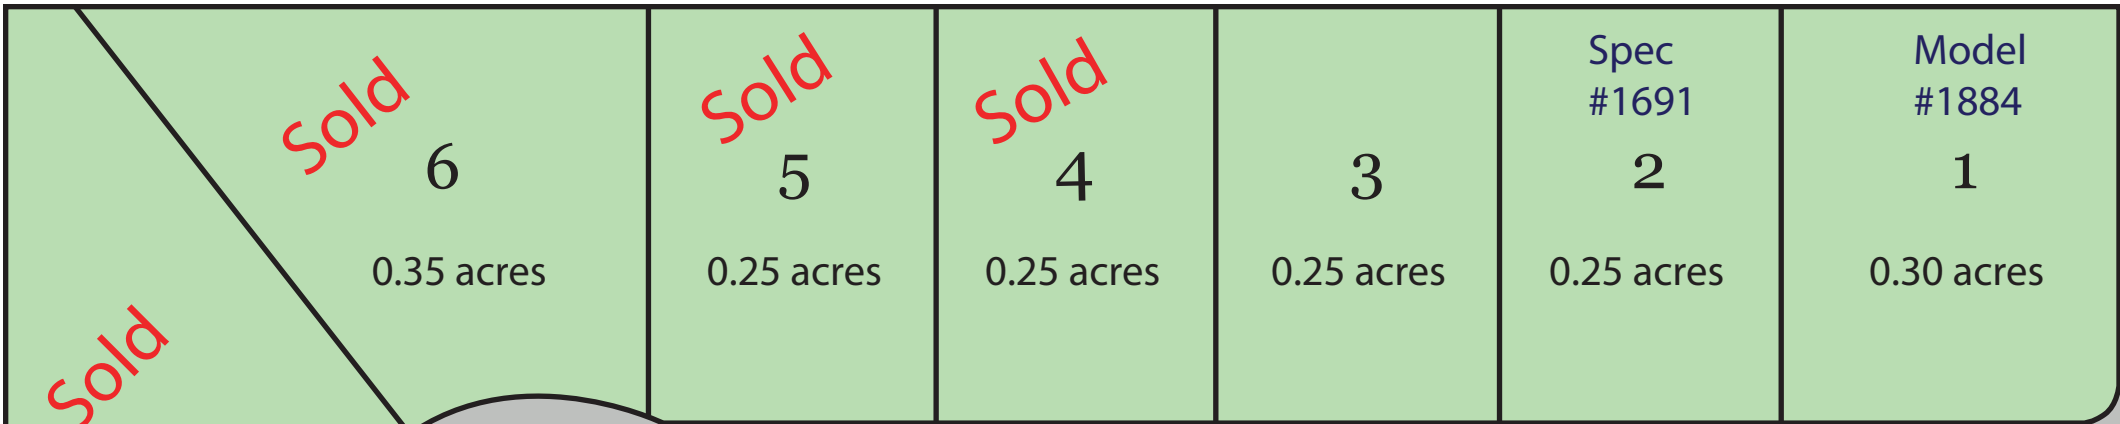 Sold
6
0.35 acres
Sold
Sold
5
0.25 acres
Sold
4
0.25 acres
3
0.25 acres
Spec
#1691
2
0.25 acres
Model
#1884
1
0.30 acres